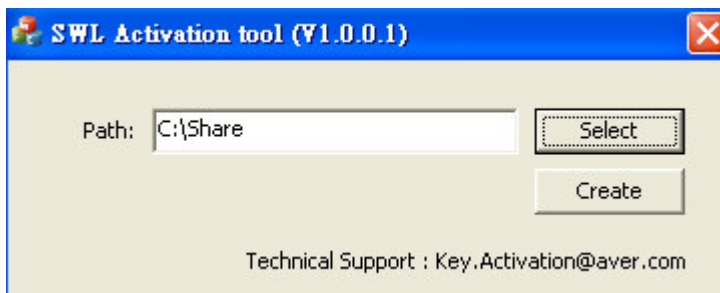 SWL Activation tool (V1.0.0.1)
Path: C:\Share Select
Create
Technical Support : Key.Activation@aver.com